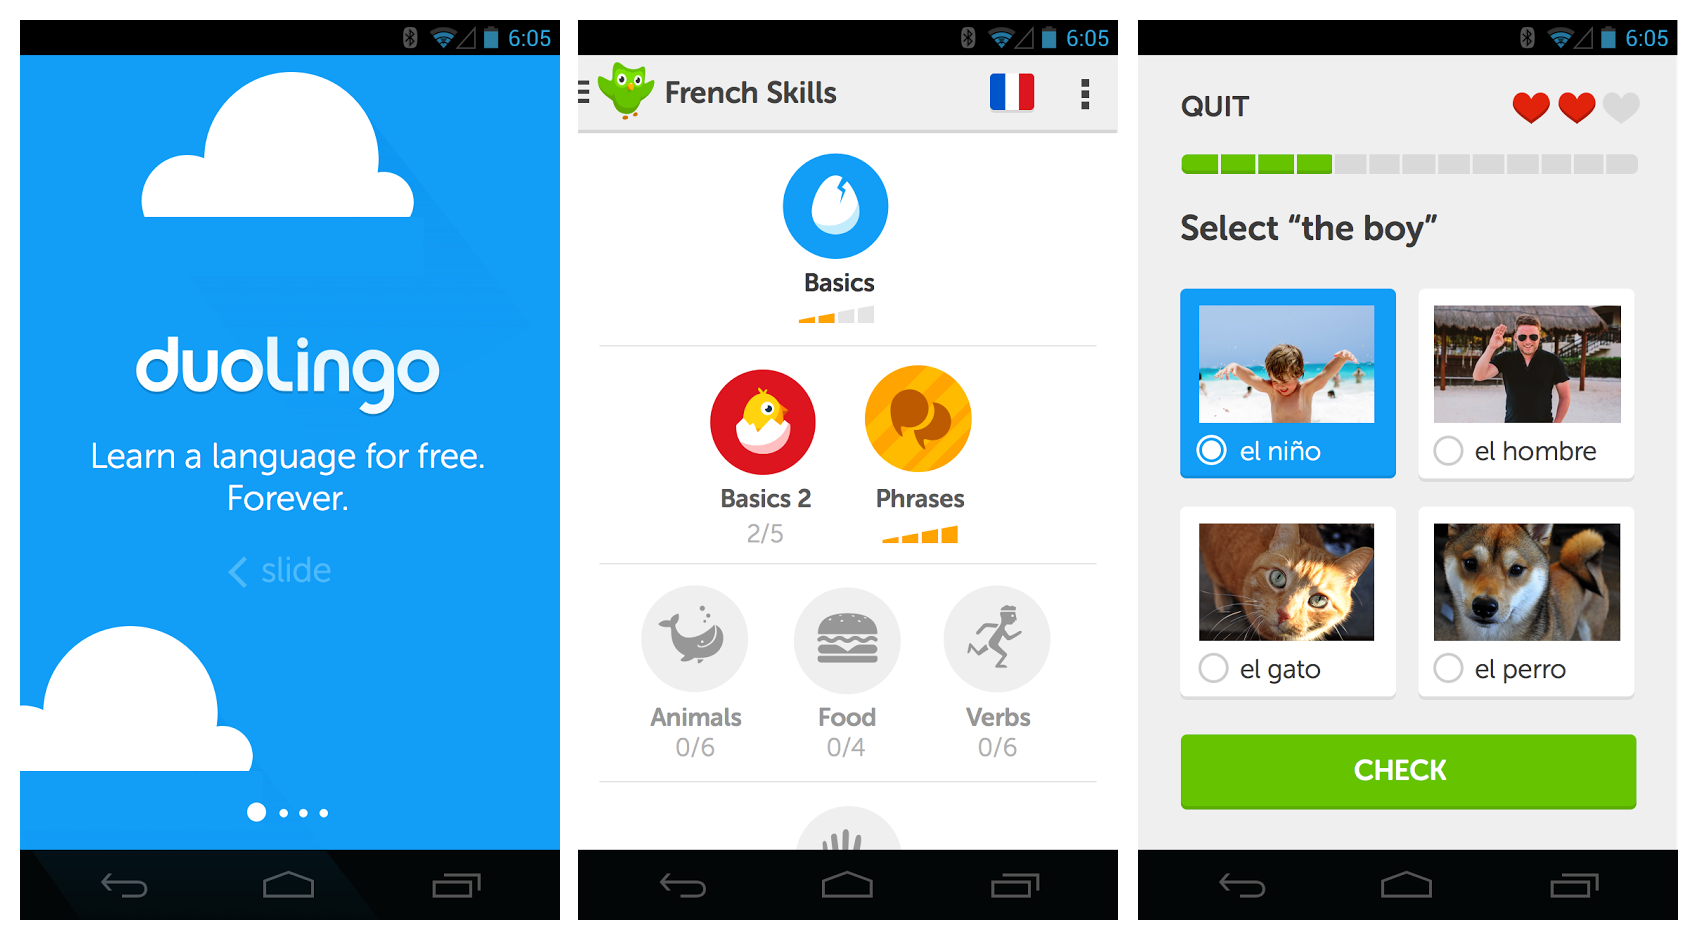 6:05
duolingo
Learn a language for free.
Forever.
slide
6:05
French Skills
Basics
Basics 2
Phrases
2/5
Animals
Food
Verbs
0/6
0/4
0/6
6:05
QUIT
Select “the boy”
el niño
el hombre
el gato
el perro
CHECK